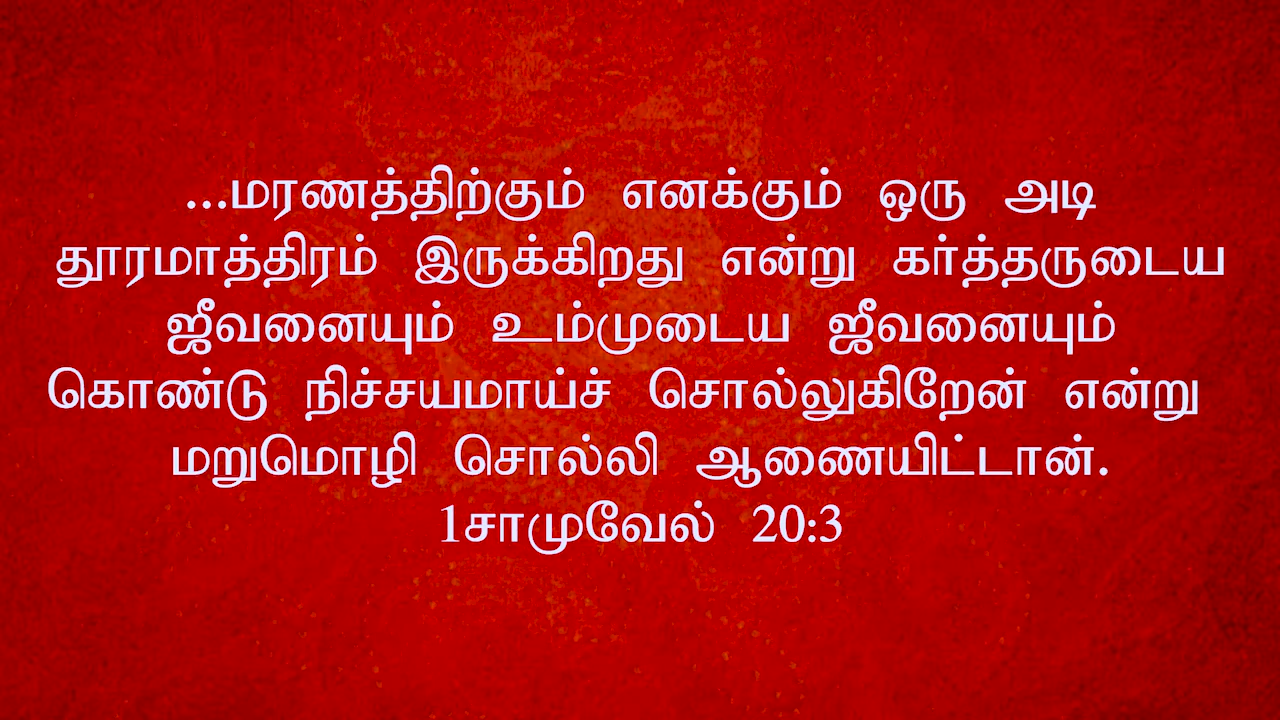 ...மரணத்திற்கும் எனக்கும் ஒரு அடி
தூரமாத்திரம் இருக்கிறது என்று கர்த்தருடைய
ஜீவனையும் உம்முடைய ஜீவனையும்
கொண்டு நிச்சயமாய்ச் சொல்லுகிறேன் என்று
மறுமொழி சொல்லி ஆணையிட்டான்.
1சாமுவேல் 20:3